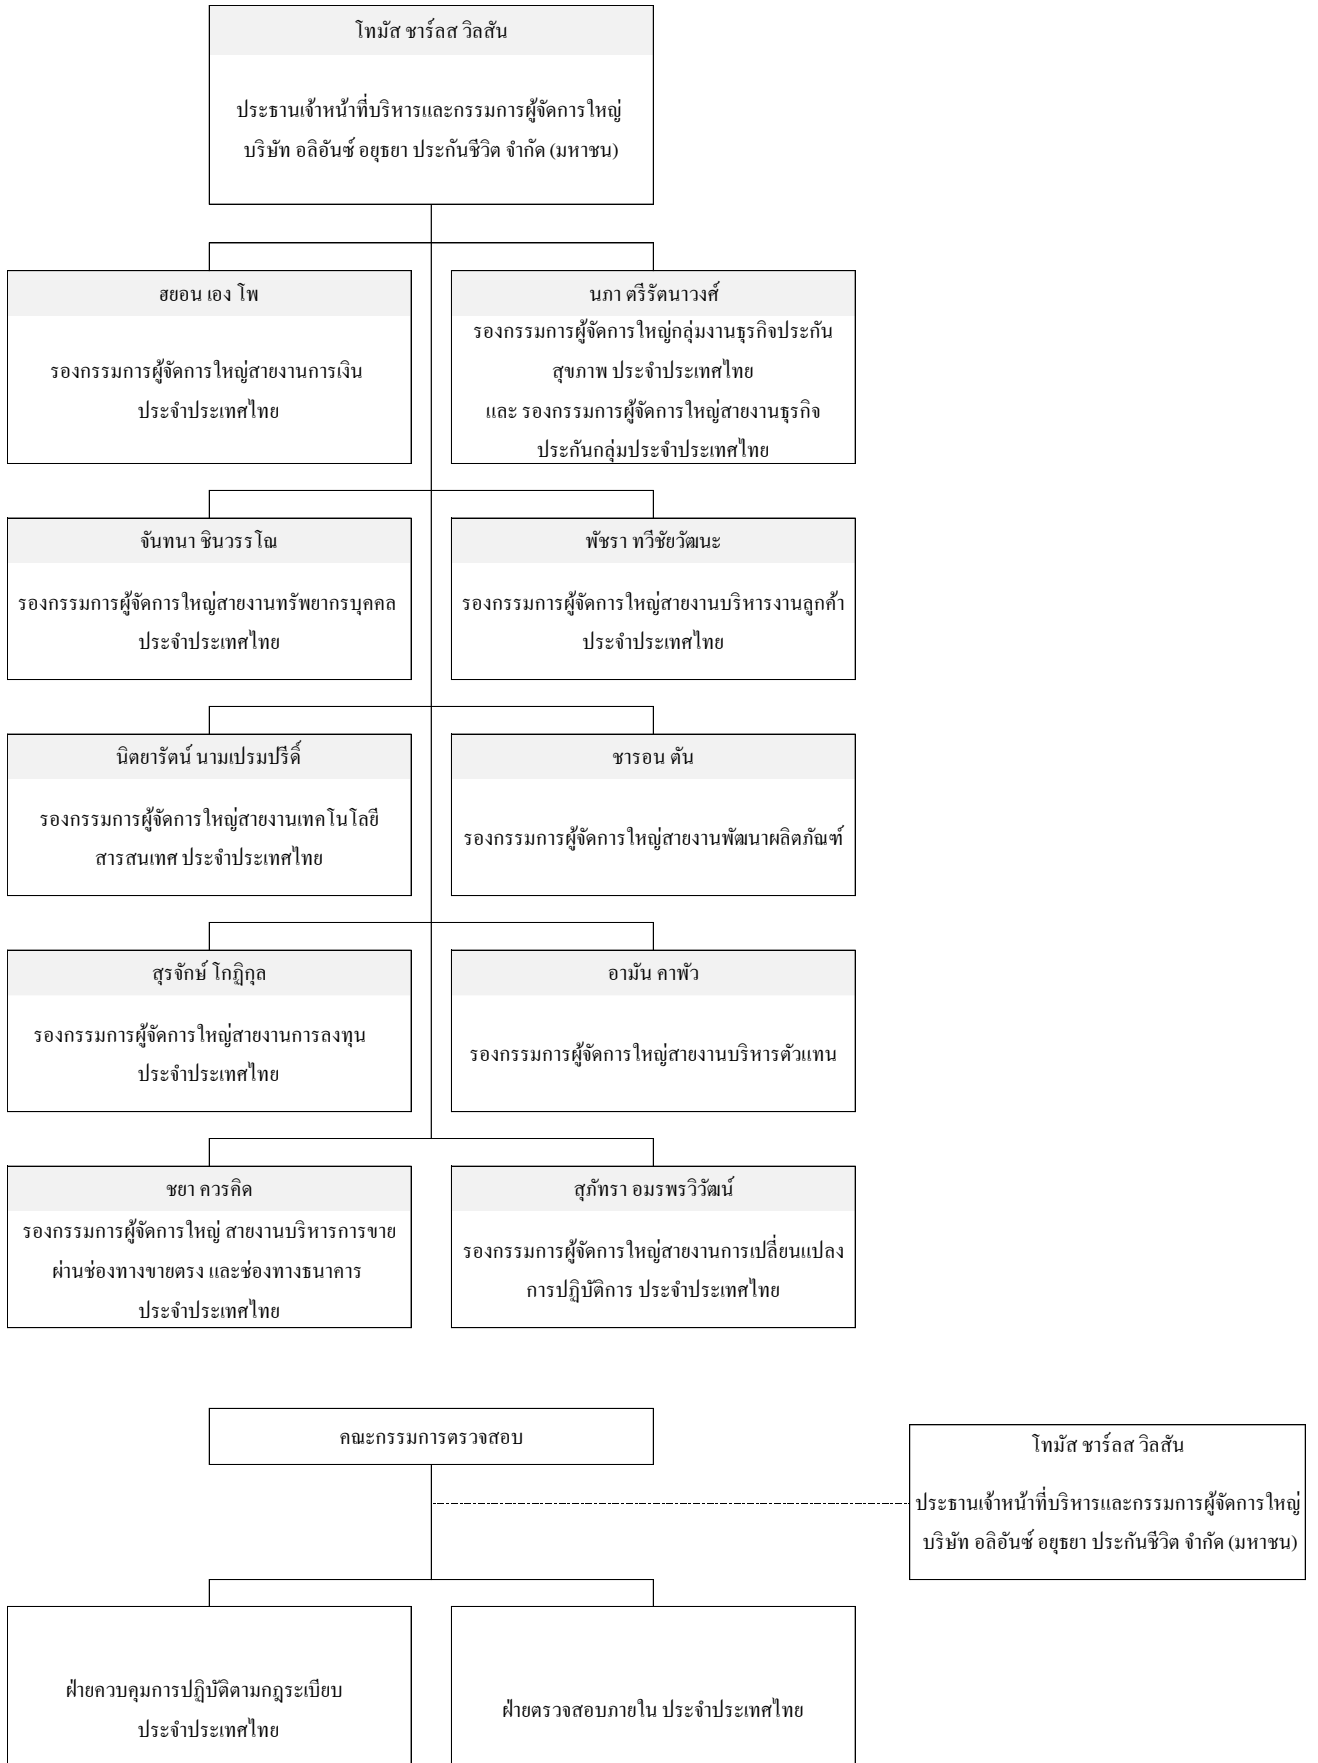 โทมัส ชาร์ลส วิลสัน
ประธานเจ้าหน้าที่บริหารและกรรมการผู้จัดการใหญ่
บริษัท อลิอันซ์ อยุธยา ประกันชีวิต จำกัด (มหาชน)
ฮยอน เอง โพ
รองกรรมการผู้จัดการใหญ่สายงานการเงิน
ประจำประเทศไทย
นภา ตรีรัตนาวงศ์
รองกรรมการผู้จัดการใหญ่กลุ่มงานธุรกิจประกัน
สุขภาพ ประจำประเทศไทย
และ รองกรรมการผู้จัดการใหญ่สายงานธุรกิจ
ประกันกลุ่มประจำประเทศไทย
จันทนา ชินวรรโณ
รองกรรมการผู้จัดการใหญ่สายงานทรัพยากรบุคคล
ประจำประเทศไทย
พัชรา ทวีชัยวัฒนะ
รองกรรมการผู้จัดการใหญ่สายงานบริหารงานลูกค้า
ประจำประเทศไทย
นิตยารัตน์ นามเปรมปรีดิ์
รองกรรมการผู้จัดการใหญ่สายงานเทคโนโลยี
สารสนเทศ ประจำประเทศไทย
ชารอน ตัน
รองกรรมการผู้จัดการใหญ่สายงานพัฒนาผลิตภัณฑ์
สุรจักษ์ โกฏิกุล
รองกรรมการผู้จัดการใหญ่สายงานการลงทุน
ประจำประเทศไทย
อามัน คาพัว
รองกรรมการผู้จัดการใหญ่สายงานบริหารตัวแทน
ชยา ควรคิด
รองกรรมการผู้จัดการใหญ่ สายงานบริหารการขาย
ผ่านช่องทางขายตรง และช่องทางธนาคาร
ประจำประเทศไทย
สุภัทรา อมรพรวิวัฒน์
รองกรรมการผู้จัดการใหญ่สายงานการเปลี่ยนแปลง
การปฏิบัติการ ประจำประเทศไทย
คณะกรรมการตรวจสอบ
โทมัส ชาร์ลส วิลสัน
ประธานเจ้าหน้าที่บริหารและกรรมการผู้จัดการใหญ่
บริษัท อลิอันซ์ อยุธยา ประกันชีวิต จำกัด (มหาชน)
ฝ่ายควบคุมการปฏิบัติตามกฎระเบียบ
ประจำประเทศไทย
ฝ่ายตรวจสอบภายใน ประจำประเทศไทย